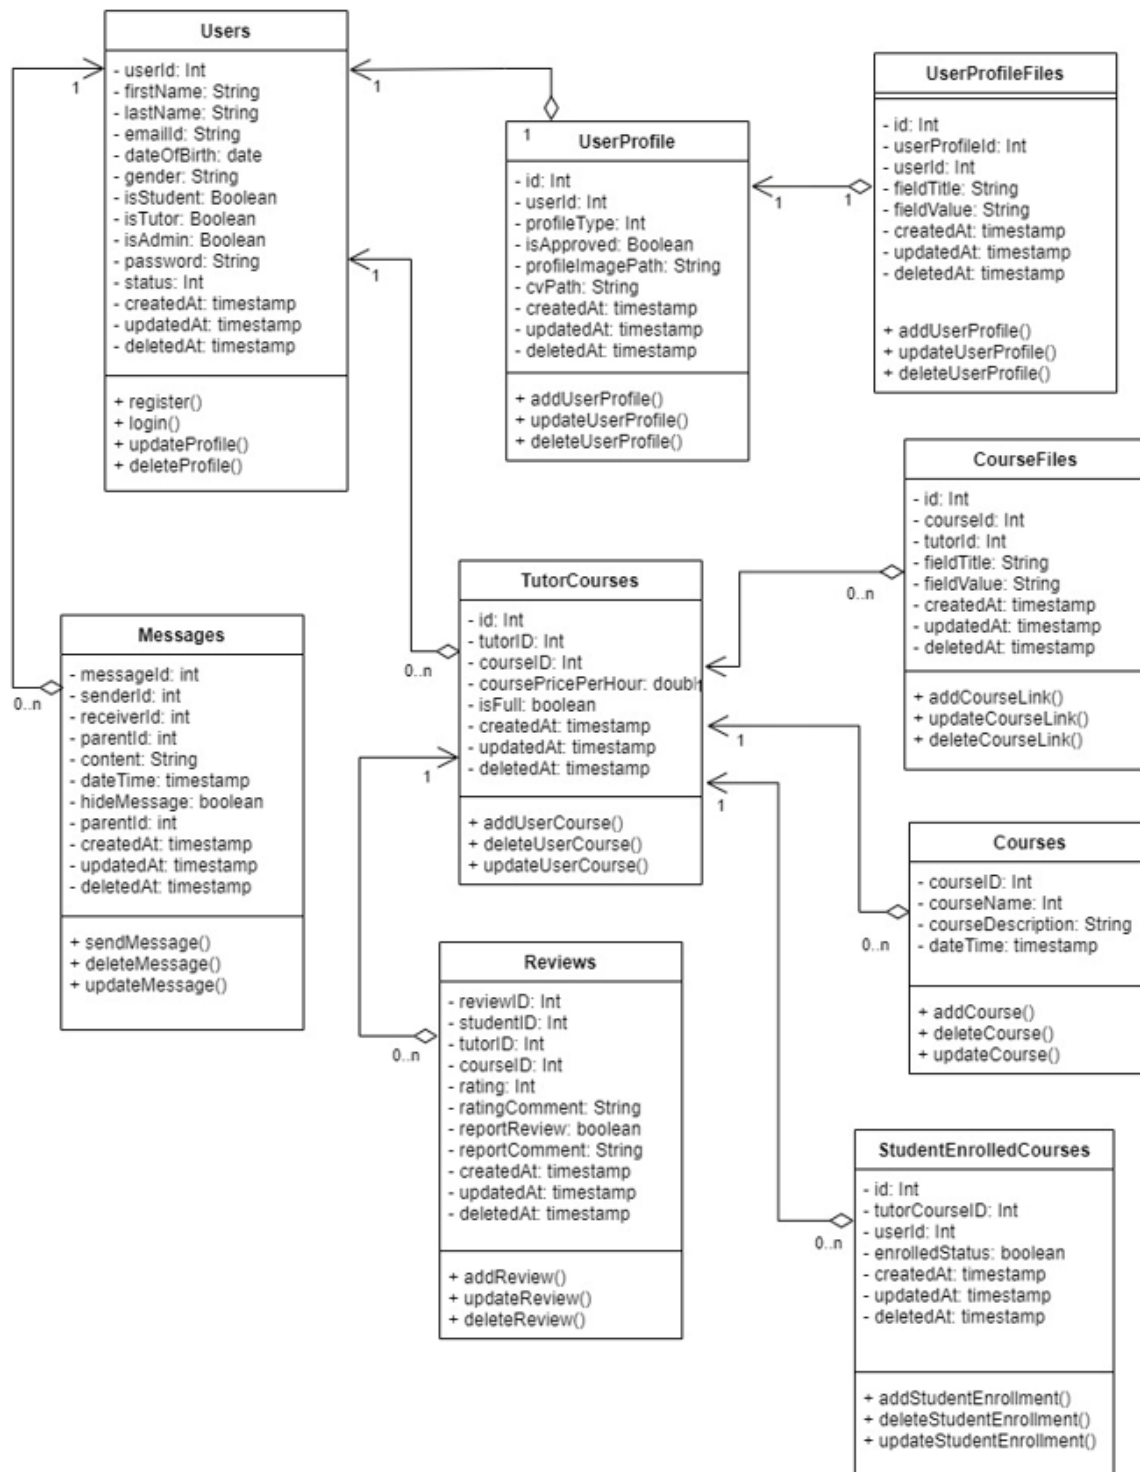 Users
- userId: Int
- firstName: String
- lastName: String
- emailId: String
- dateOfBirth: date
- gender: String
- isStudent: Boolean
- isTutor: Boolean
- isAdmin: Boolean
- password: String
- status: Int
- createdAt: timestamp
- updatedAt: timestamp
- deletedAt: timestamp
+ register()
+ login()
+ updateProfile()
+ deleteProfile()
1
1
1
UserProfile
1
- id: Int
- userId: Int
- profileType: Int
- isApproved: Boolean
- profileImagePath: String
- cvPath: String
- createdAt: timestamp
- updatedAt: timestamp
- deletedAt: timestamp
+ addUserProfile()
+ updateUserProfile()
+ deleteUserProfile()
1
1
UserProfileFiles
- id: Int
- userProfileId: Int
- userId: Int
- fieldTitle: String
- fieldValue: String
- createdAt: timestamp
- updatedAt: timestamp
- deletedAt: timestamp
+ addUserProfile()
+ updateUserProfile()
+ deleteUserProfile()
CourseFiles
- id: Int
- courseId: Int
- tutorId: Int
- fieldTitle: String
- fieldValue: String
- createdAt: timestamp
- updatedAt: timestamp
- deletedAt: timestamp
+ addCourseLink()
+ updateCourseLink()
+ deleteCourseLink()
0..n
TutorCourses
- id: Int
- tutorID: Int
- courseID: Int
- coursePricePerHour: doubl
- isFull: boolean
- createdAt: timestamp
- updatedAt: timestamp
- deletedAt: timestamp
+ addUserCourse()
+ deleteUserCourse()
+ updateUserCourse()
0..n
1
1
1
Messages
- messageId: int
- senderId: int
- receiverId: int
- parentId: int
- content: String
- dateTime: timestamp
- hideMessage: boolean
- parentId: int
- createdAt: timestamp
- updatedAt: timestamp
- deletedAt: timestamp
+ sendMessage()
+ deleteMessage()
+ updateMessage()
0..n
Courses
- courseID: Int
- courseName: Int
- courseDescription: String
- dateTime: timestamp
+ addCourse()
+ deleteCourse()
+ updateCourse()
0..n
Reviews
- reviewID: Int
- studentID: Int
- tutorID: Int
- courseID: Int
- rating: Int
- ratingComment: String
- reportReview: boolean
- reportComment: String
- createdAt: timestamp
- updatedAt: timestamp
- deletedAt: timestamp
+ addReview()
+ updateReview()
+ deleteReview()
0..n
StudentEnrolledCourses
- id: Int
- tutorCourseID: Int
- userId: Int
- enrolledStatus: boolean
- createdAt: timestamp
- updatedAt: timestamp
- deletedAt: timestamp
+ addStudentEnrollment()
+ deleteStudentEnrollment()
+ updateStudentEnrollment()
0..n